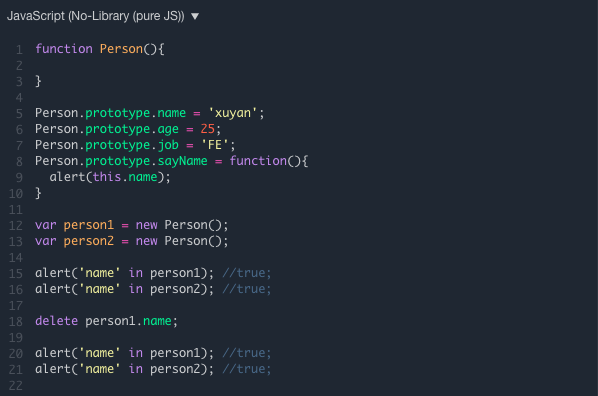 JavaScript (No-Library (pure JS)) ▼
1 function Person(){
2
3 }
4
5 Person.prototype.name = 'xuyan';
6 Person.prototype.age = 25;
7 Person.prototype.job = 'FE';
8 Person.prototype.sayName = function(){
9   alert(this.name);
10 }
11
12 var person1 = new Person();
13 var person2 = new Person();
14
15 alert('name' in person1); //true;
16 alert('name' in person2); //true;
17
18 delete person1.name;
19
20 alert('name' in person1); //true;
21 alert('name' in person2); //true;
22